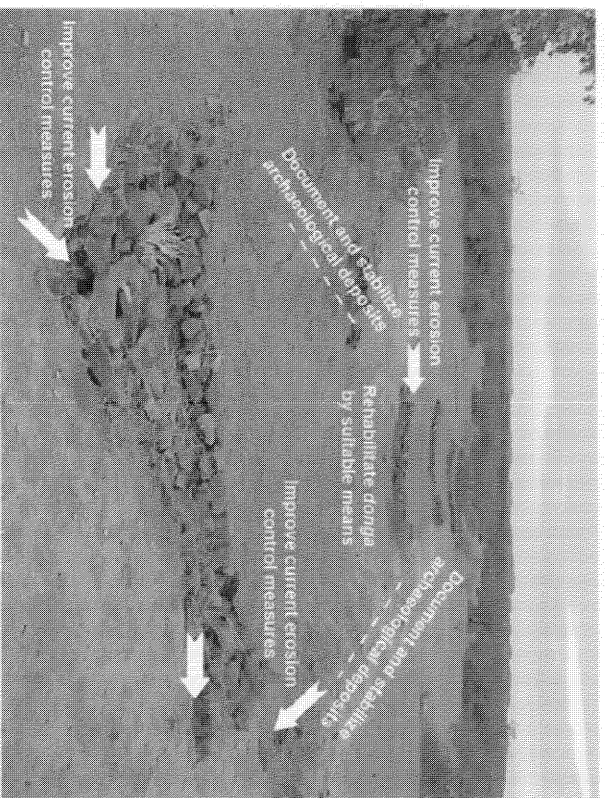 Improve current erosion
control measures
Document and stabilize
archaeological deposits
Improve current erosion
control measures
Rehabilitate donga
by suitable means
Improve current erosion
control measures
Document and stabilize
archaeological deposits